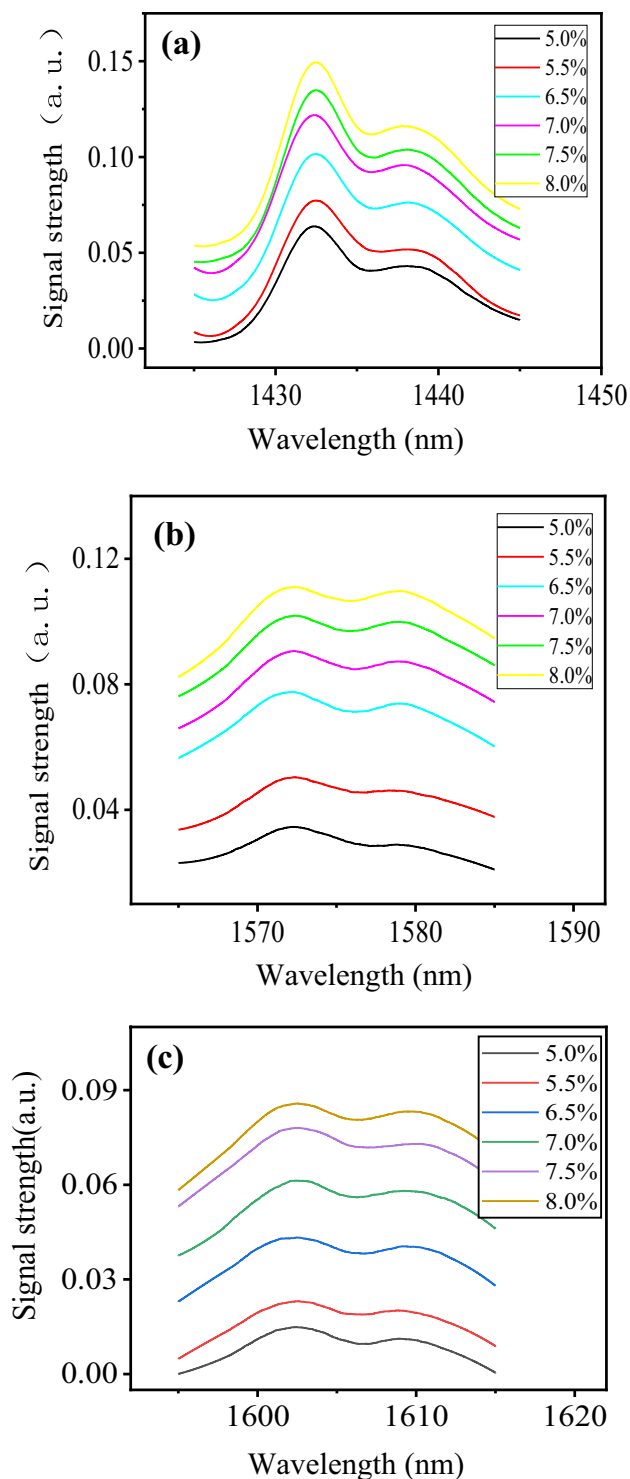 (a)
5.0%
5.5%
6.5%
7.0%
7.5%
8.0%
0.15
0.10
0.05
0.00
Signal strength（a. u.）
1430 1440 1450
Wavelength (nm)
(b)
5.0%
5.5%
6.5%
7.0%
7.5%
8.0%
0.12
0.08
0.04
Signal strength（a. u.）
1570 1580 1590
Wavelength (nm)
(c)
5.0%
5.5%
6.5%
7.0%
7.5%
8.0%
0.09
0.06
0.03
0.00
Signal strength(a.u.)
1600 1610 1620
Wavelength (nm)